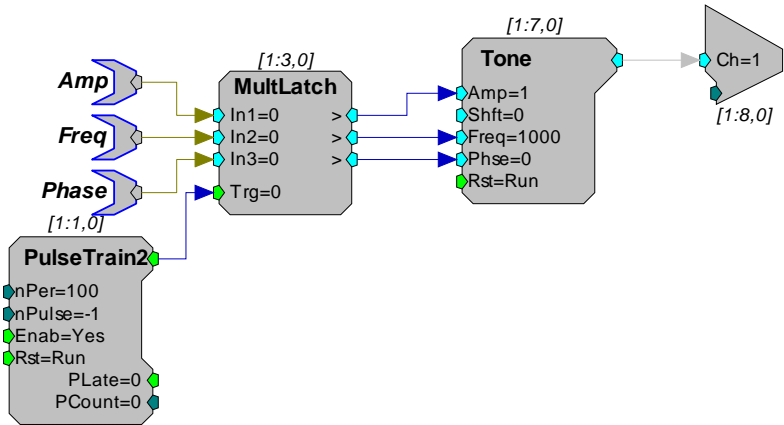 Amp
Freq
Phase
[1:1,0]
PulseTrain2
nPer=100
nPulse=-1
Enab=Yes
Rst=Run
PLate=0
PCount=0
[1:3,0]
MultLatch
In1=0 >
In2=0 >
In3=0 >
Trg=0
[1:7,0]
Tone
Amp=1
Shft=0
Freq=1000
Phse=0
Rst=Run
Ch=1
[1:8,0]